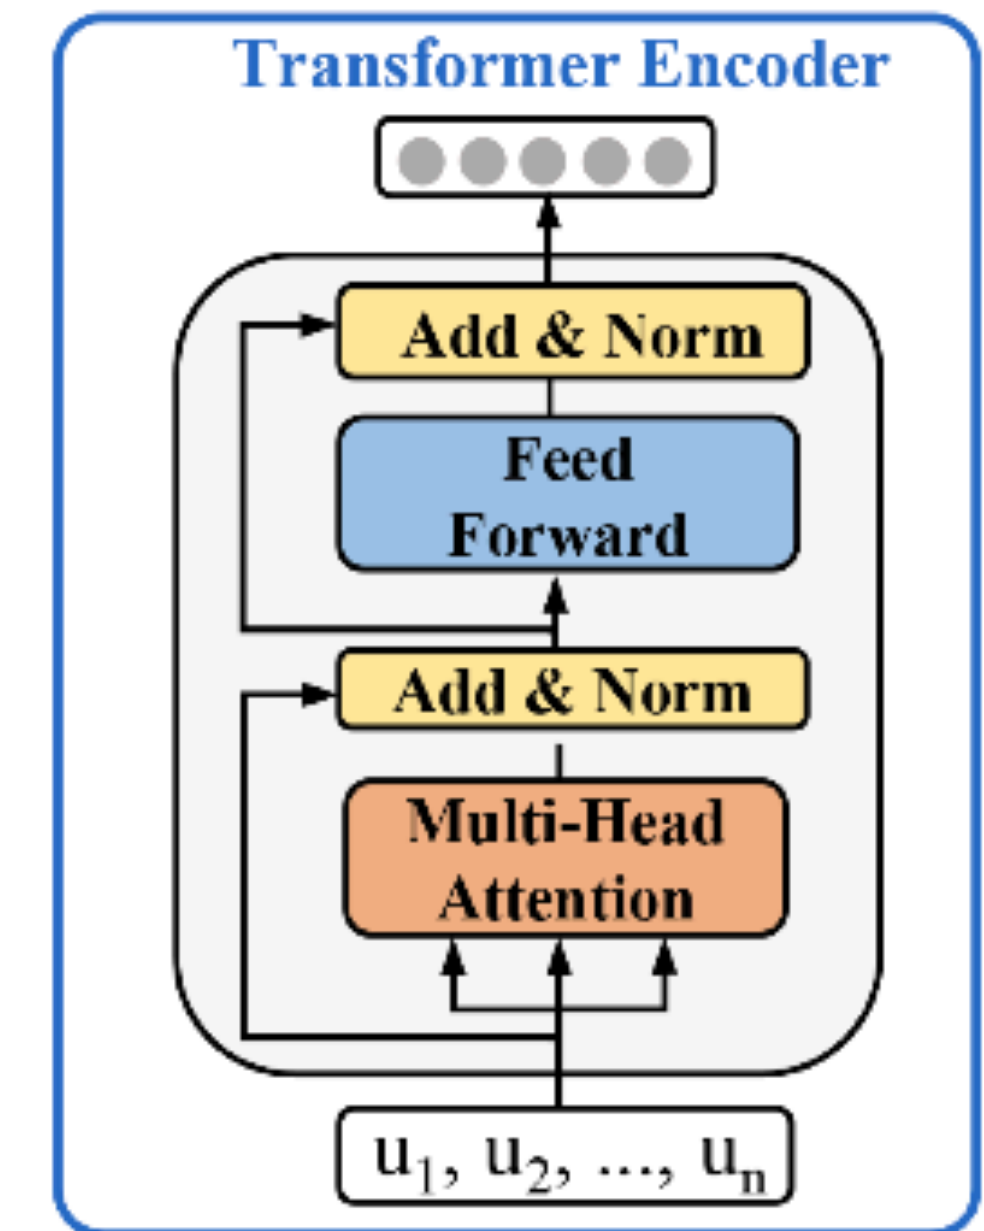 Transformer Encoder
Add & Norm
Feed
Forward
Add & Norm
Multi-Head
Attention
u₁, u₂, ..., uₙ